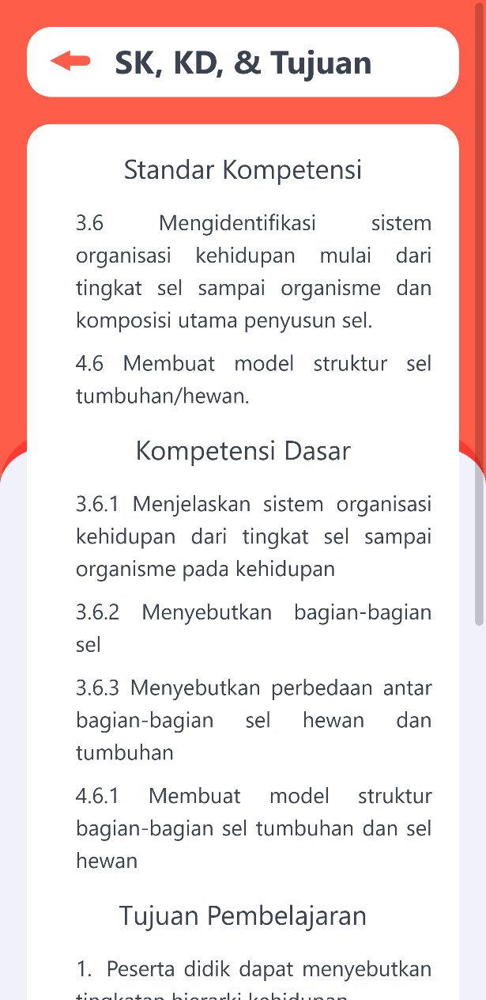 SK, KD, & Tujuan
Standar Kompetensi
3.6 Mengidentifikasi sistem
organisasi kehidupan mulai dari
tingkat sel sampai organisme dan
komposisi utama penyusun sel.
4.6 Membuat model struktur sel
tumbuhan/hewan.
Kompetensi Dasar
3.6.1 Menjelaskan sistem organisasi
kehidupan dari tingkat sel sampai
organisme pada kehidupan
3.6.2 Menyebutkan bagian-bagian
sel
3.6.3 Menyebutkan perbedaan antar
bagian-bagian sel hewan dan
tumbuhan
4.6.1 Membuat model struktur
bagian-bagian sel tumbuhan dan sel
hewan
Tujuan Pembelajaran
1. Peserta didik dapat menyebutkan
tingkatan hierarki kehidupan